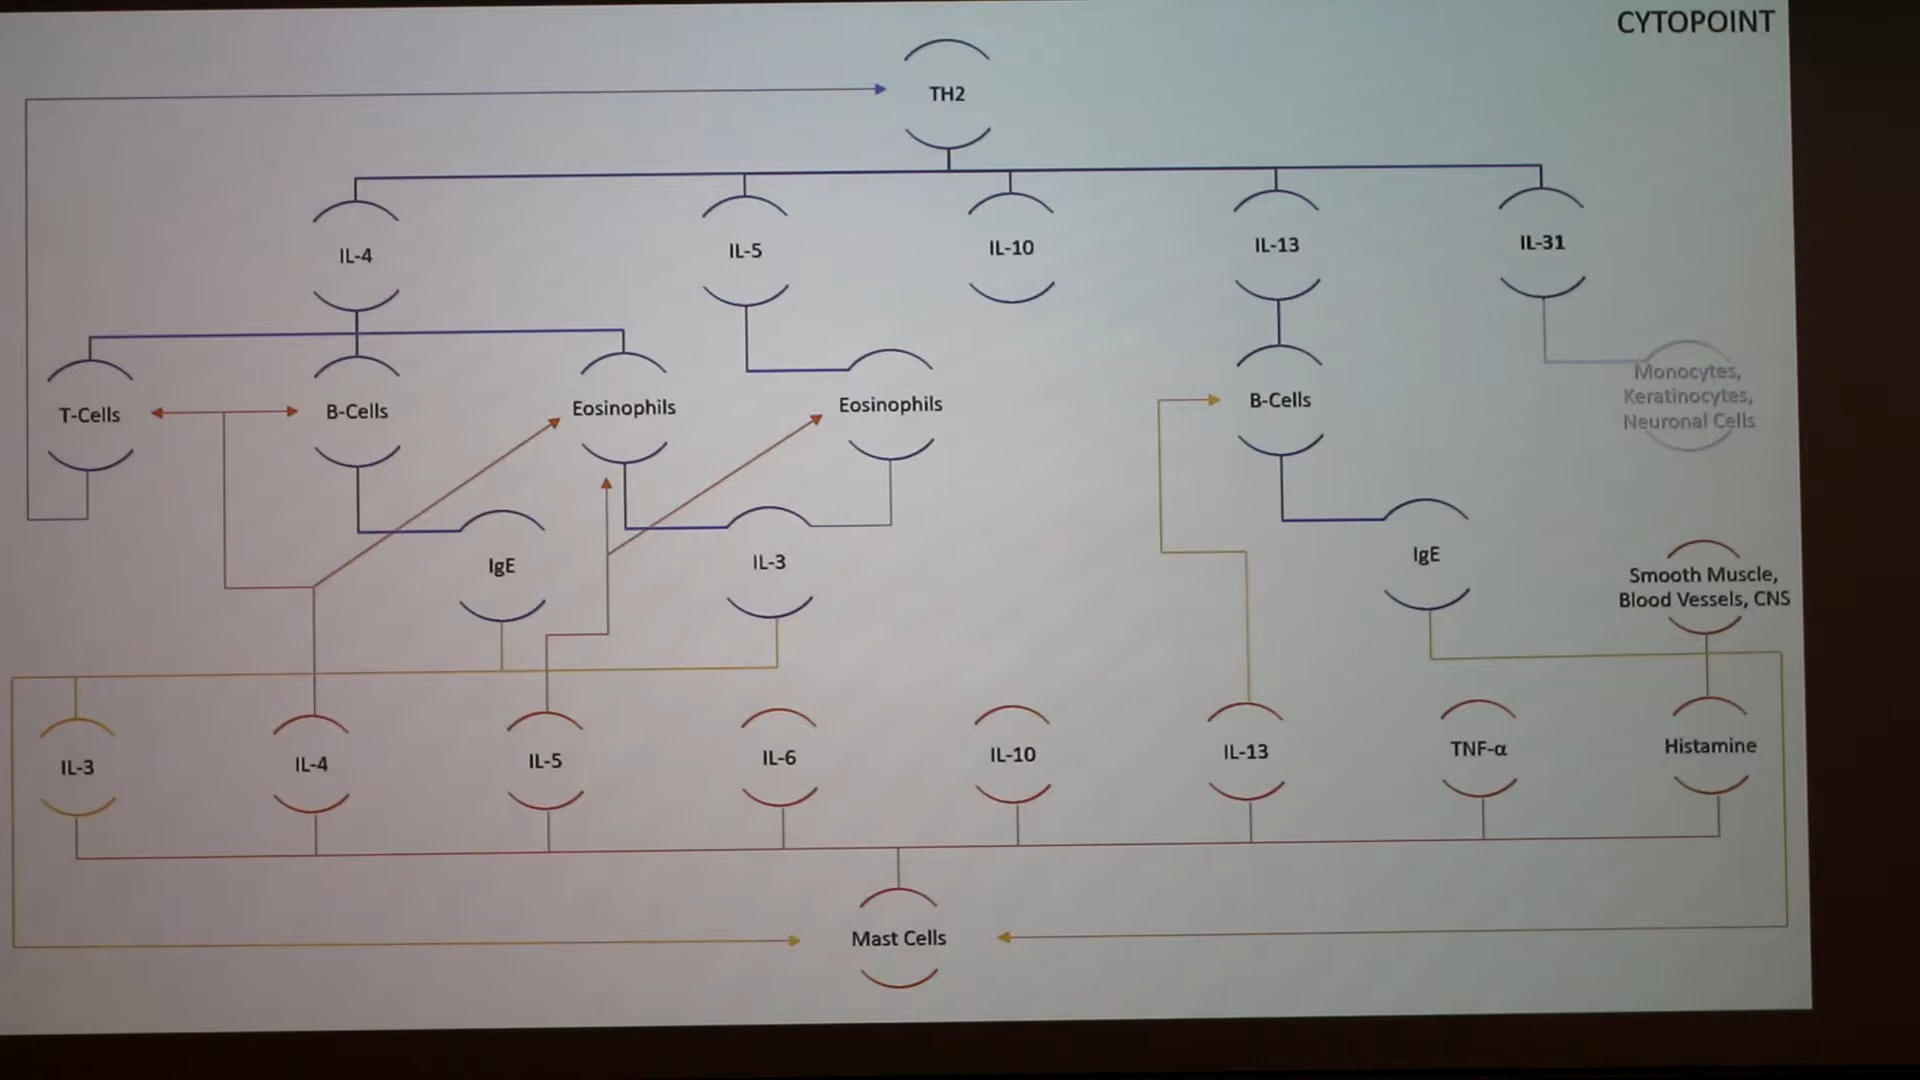 CYTOPOINT
TH2
IL-4
IL-5
IL-10
IL-13
IL-31
T-Cells
B-Cells
Eosinophils
Eosinophils
B-Cells
Monocytes,
Keratinocytes,
Neuronal Cells
IgE
IL-3
IgE
Smooth Muscle,
Blood Vessels, CNS
IL-3
IL-4
IL-5
IL-6
IL-10
IL-13
TNF-α
Histamine
Mast Cells